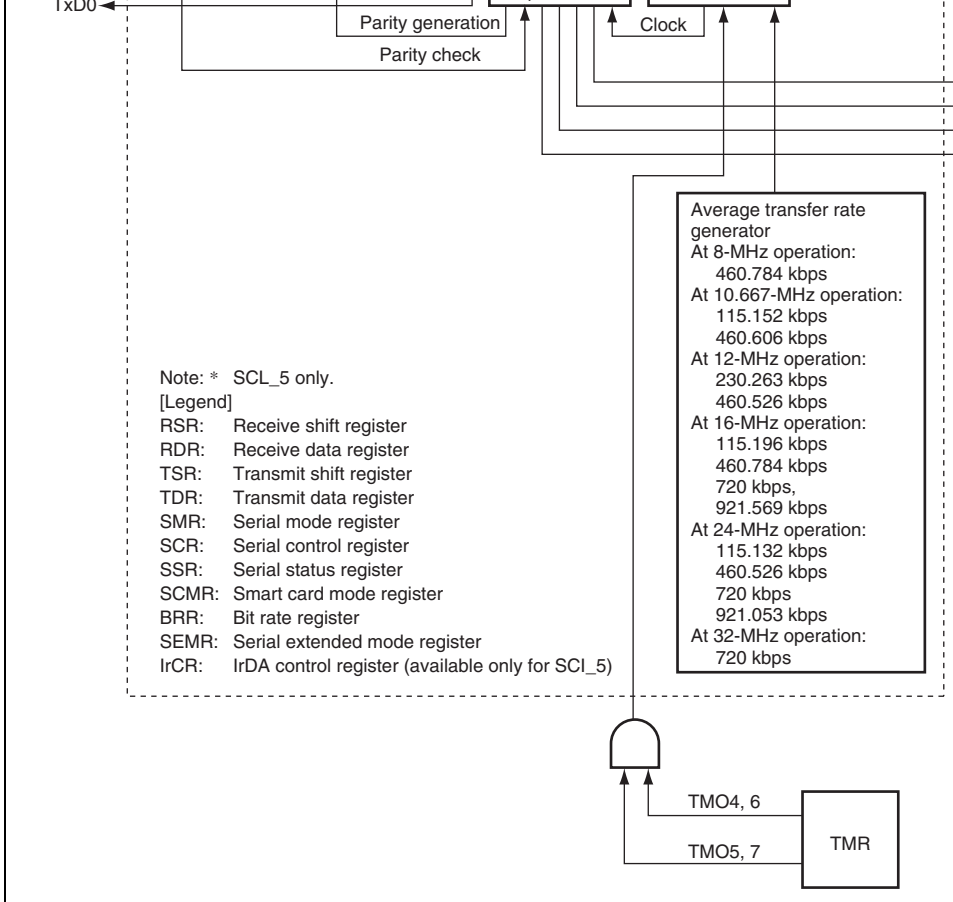 TxD0
Parity generation
Clock
Parity check
Average transfer rate
generator
At 8-MHz operation:
460.784 kbps
At 10.667-MHz operation:
115.152 kbps
460.606 kbps
At 12-MHz operation:
230.263 kbps
460.526 kbps
At 16-MHz operation:
115.196 kbps
460.784 kbps
720 kbps,
921.569 kbps
At 24-MHz operation:
115.132 kbps
460.526 kbps
720 kbps
921.053 kbps
At 32-MHz operation:
720 kbps
Note: * SCL_5 only.
[Legend]
RSR: Receive shift register
RDR: Receive data register
TSR: Transmit shift register
TDR: Transmit data register
SMR: Serial mode register
SCR: Serial control register
SSR: Serial status register
SCMR: Smart card mode register
BRR: Bit rate register
SEMR: Serial extended mode register
IrCR: IrDA control register (available only for SCI_5)
TMO4, 6
TMO5, 7
TMR